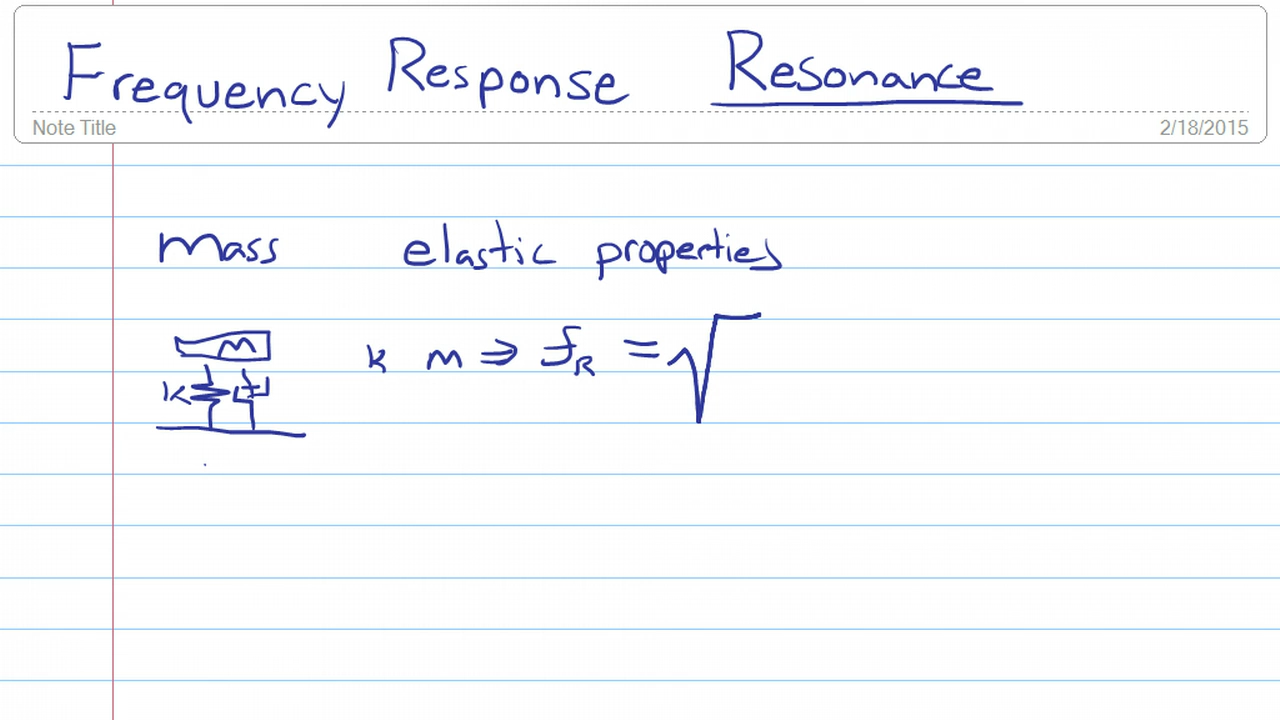 Frequency Response Resonance
Note Title 2/18/2015
mass elastic properties
m
k m ⇒ f_R = √
k